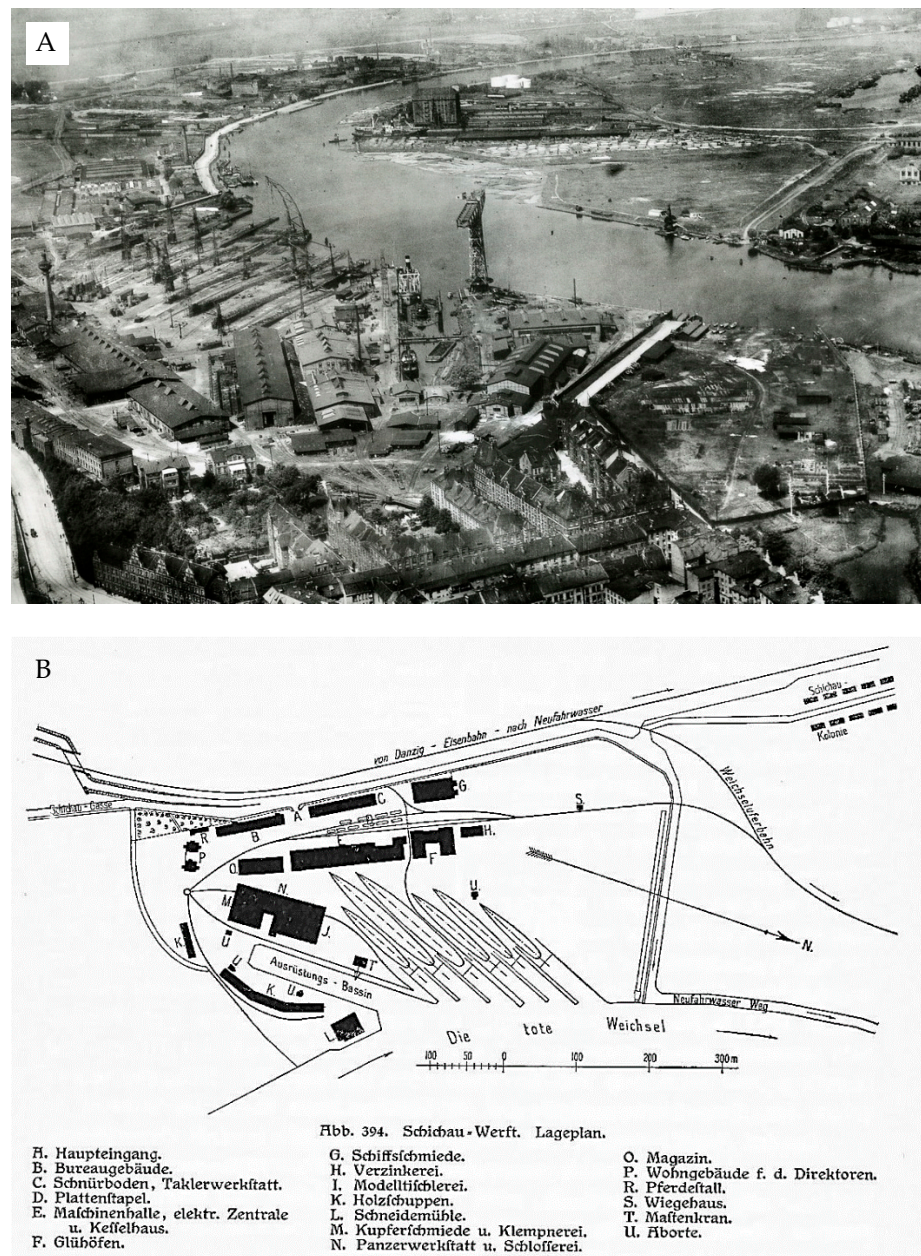 A
B
Schichau -
Kolonie
von Danzig - Eisenbahn - nach Neufahrwasser
Weichseluferbahn
Schichau - Gasse
G.
C
A
S.
D
B
R
E
H.
P
F
O.
N.
U.
M.
N.
J.
K.
U
T
U
Ausrüstungs - Bassin
K
U
L
Neufahrwasser Weg
Die tote Weichsel
100 50 0 100 200 300 m
Abb. 394. Schichau-Werft. Lageplan.
A. Haupteingang.
B. Bureaugebäude.
C. Schnürboden, Taklerwerkſtatt.
D. Plattenſtapel.
E. Maſchinenhalle, elektr. Zentrale
u. Keſſelhaus.
F. Glühöfen.
G. Schiffsſchmiede.
H. Verzinkerei.
I. Modelltiſchlerei.
K. Holzſchuppen.
L. Schneidemühle.
M. Kupferſchmiede u. Klempnerei.
N. Panzerwerkſtatt u. Schloſſerei.
O. Magazin.
P. Wohngebäude f. d. Direktoren.
R. Pferdeſtall.
S. Wiegehaus.
T. Maſtenkran.
U. Aborte.